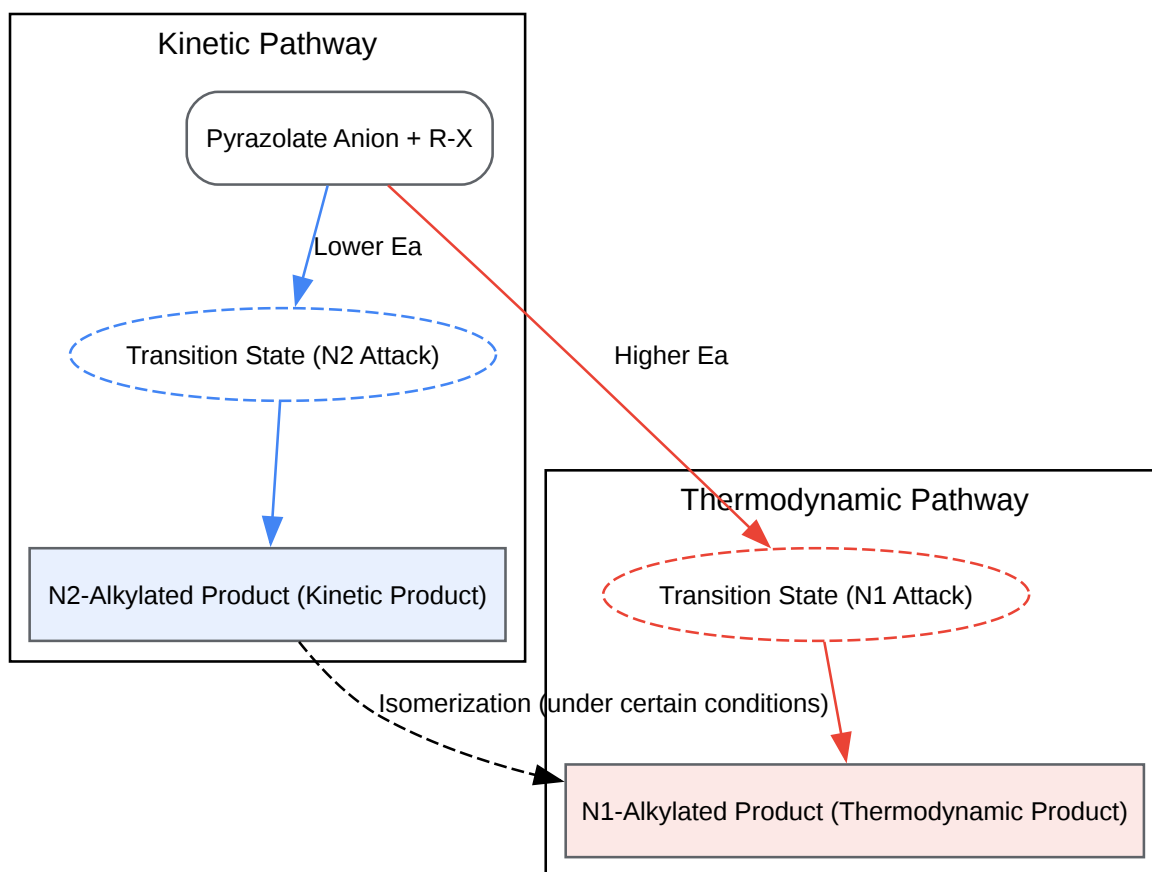 Kinetic Pathway
Pyrazolate Anion + R-X
Lower Ea
Higher Ea
Transition State (N2 Attack)
Thermodynamic Pathway
N2-Alkylated Product (Kinetic Product)
Transition State (N1 Attack)
Isomerization (under certain conditions)
N1-Alkylated Product (Thermodynamic Product)